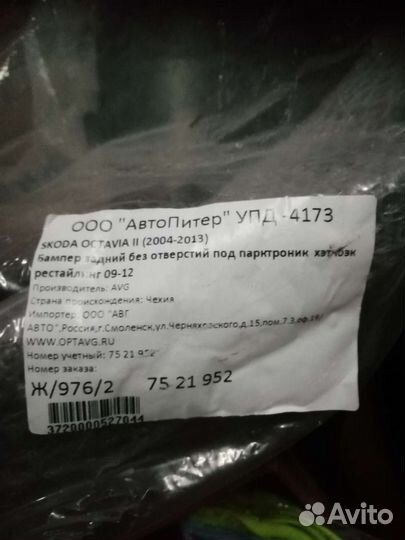 ООО "АвтоПитер" УПД -4173
SKODA OCTAVIA II (2004-2013)
бампер задний без отверстий под парктроник хэтчбэк
рестайлинг 09-12
Производитель: AVG
Страна происхождения: Чехия
Импортер: ООО "АВГ
АВТО",Россия,г.Смоленск,ул.Черняховского,д.15,пом.7.3,оф.19/
WWW.OPTAVG.RU
Номер учетный: 75 21 952
Номер заказа:
Ж/976/2 75 21 952
3720000527044
Avito